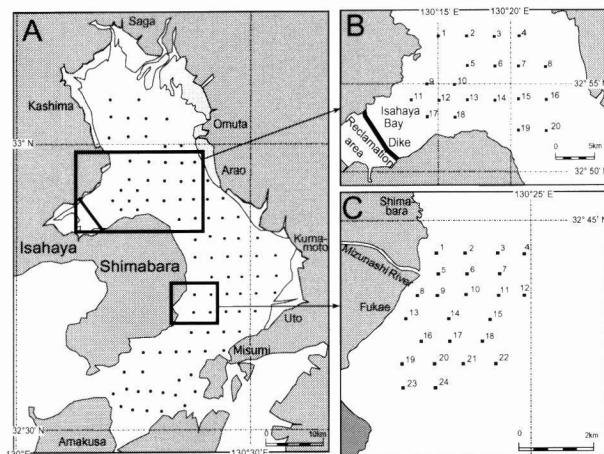 A
Saga
Kashima
Omuta
33°N
Arao
Isahaya
Shimabara
Kumamoto
Uto
Misumi
32°30'N
Amakusa
0 10km
130°E
130°30'
B
130°15'E
130°20'E
1 2 3 4
5 6 7 8
32°55'
9 10
11 12 13 14 15 16
Isahaya
Bay
17 18
Dike
19 20
Reclamation
area
0 5km
32°50'N
C
130°25'E
Shima
bara
32°45'N
1 2 3 4
Mizunashi River
5 6 7
8 9 10 11 12
Fukae
13 14 15
16 17 18
19 20 21 22
23 24
0 2km